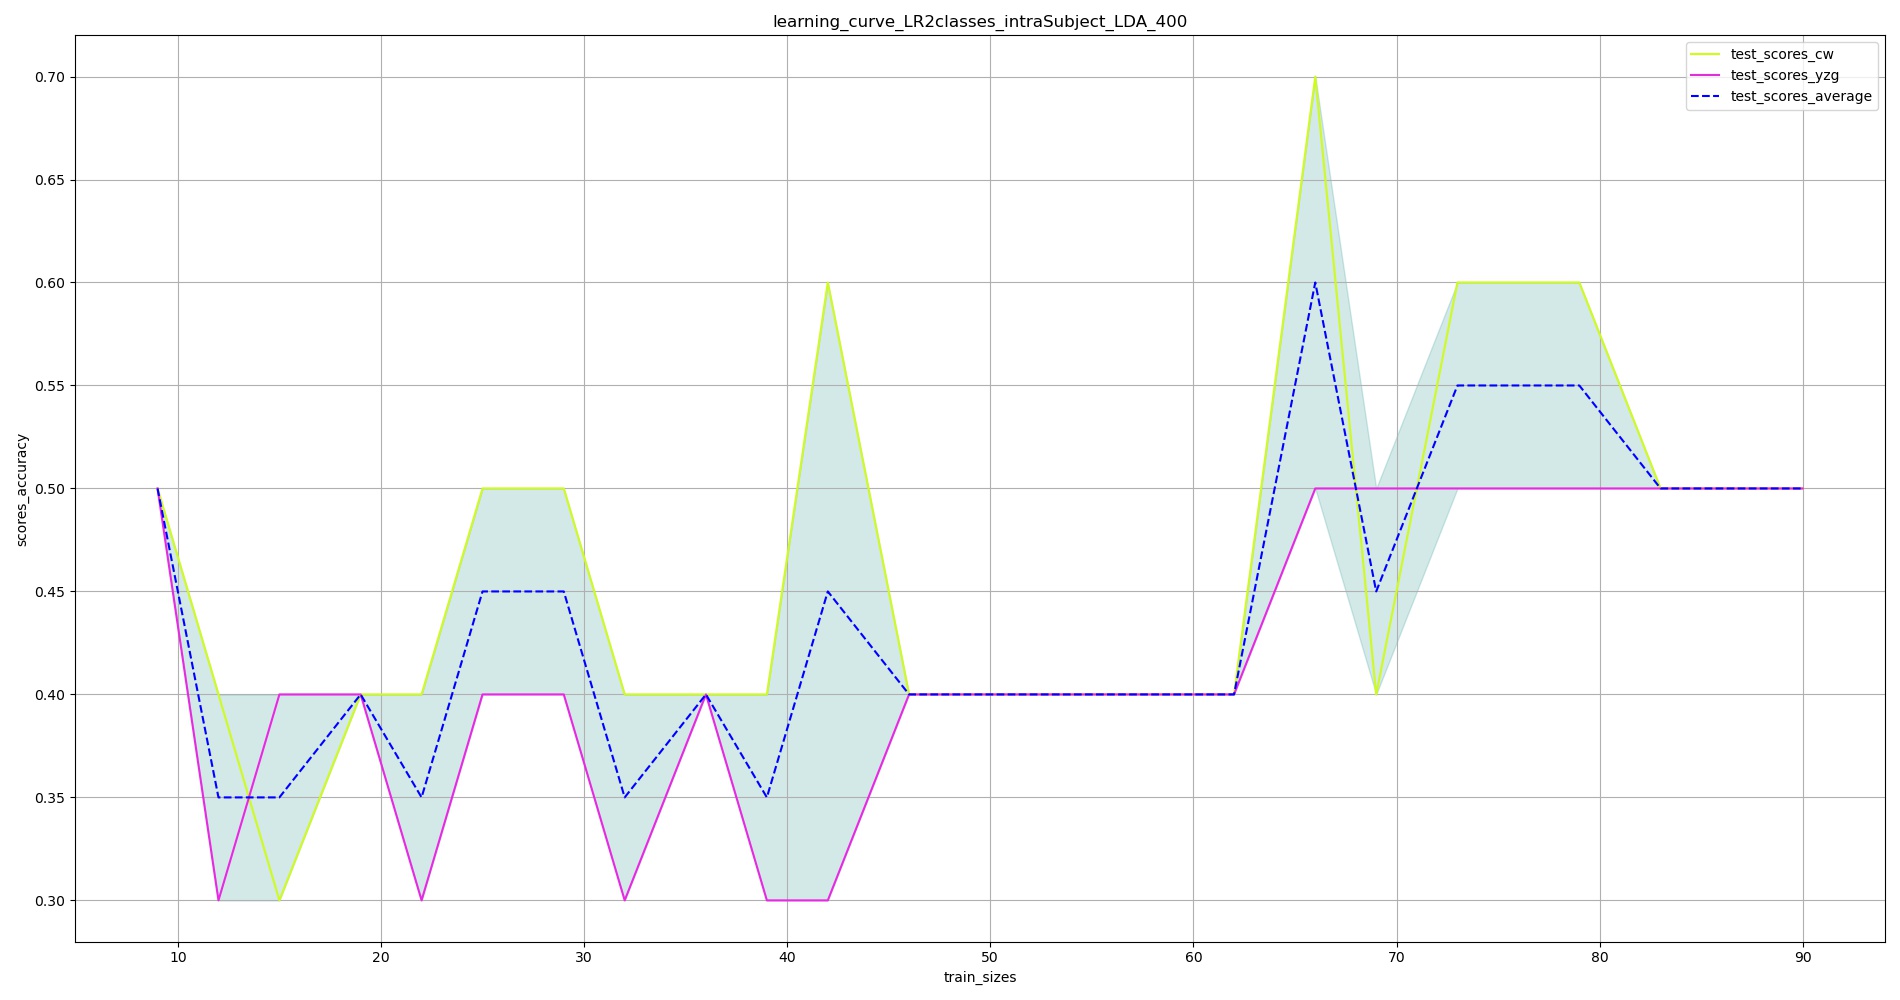 learning_curve_LR2classes_intraSubject_LDA_400
test_scores_cw
test_scores_yzg
test_scores_average
scores_accuracy
0.70
0.65
0.60
0.55
0.50
0.45
0.40
0.35
0.30
10 20 30 40 50 60 70 80 90
train_sizes